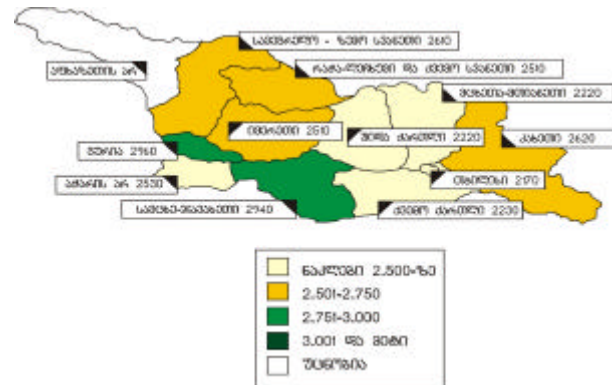 სამეგრელო - ზემო სვანეთი 2610
აფხაზეთის არ
რაჭა-ლეჩხუმი და ქვემო სვანეთი 2510
მცხეთა-მთიანეთი 2220
იმერეთი 2510
შიდა ქართლი 2220
კახეთი 2620
გურია 2960
აჭარის არ 2530
თბილისი 2170
სამცხე-ჯავახეთი 2940
ქვემო ქართლი 2230
ნაკლები 2.500-ზე
2.501-2.750
2.751-3.000
3.001 და მეტი
უცნობია